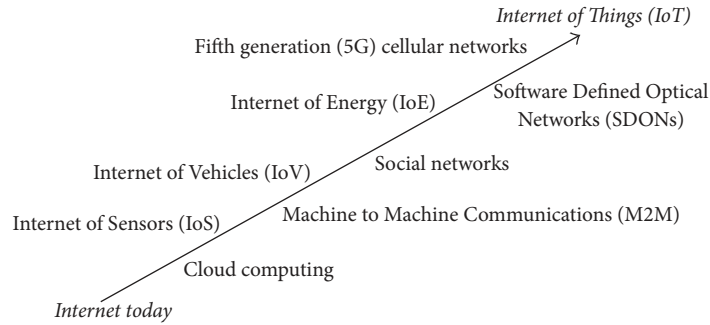 Internet of Things (IoT)
Fifth generation (5G) cellular networks
Internet of Energy (IoE)
Software Defined Optical
Networks (SDONs)
Social networks
Internet of Vehicles (IoV)
Machine to Machine Communications (M2M)
Internet of Sensors (IoS)
Cloud computing
Internet today